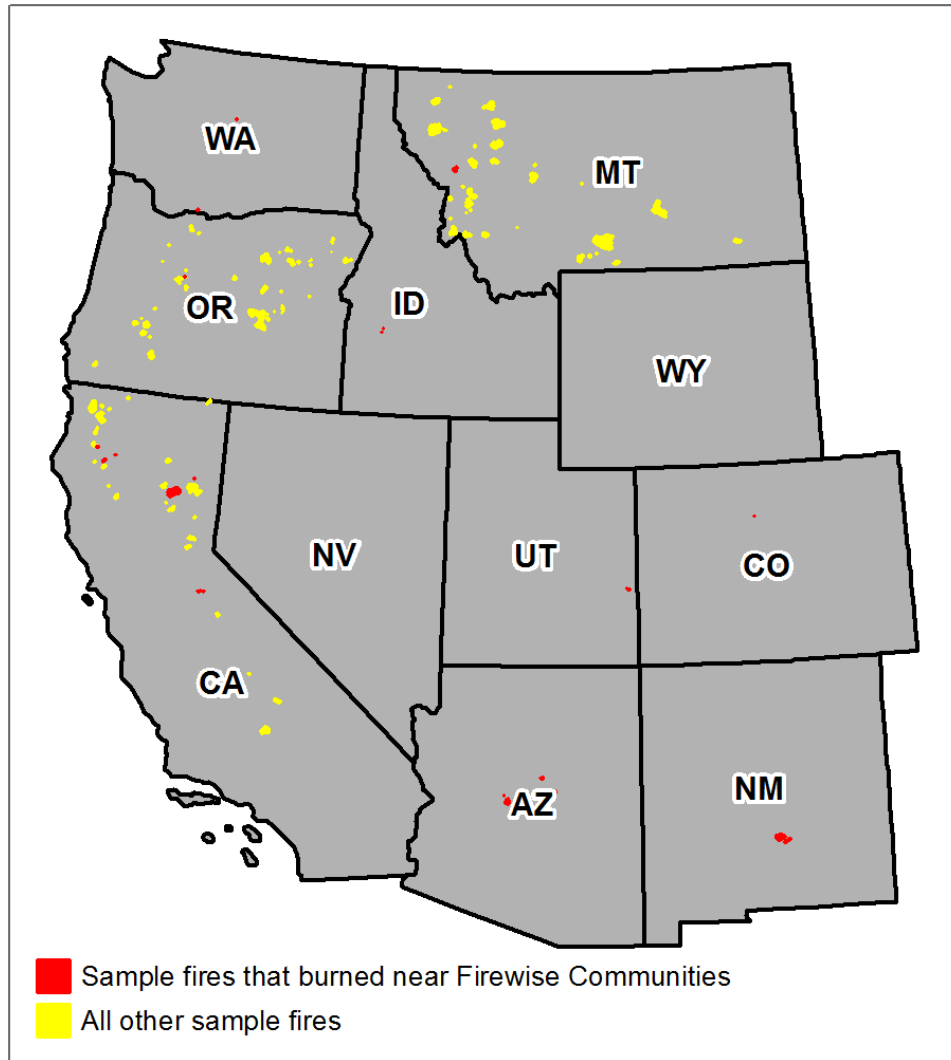 WA
MT
OR
ID
WY
NV
UT
CO
CA
AZ
NM
Sample fires that burned near Firewise Communities
All other sample fires